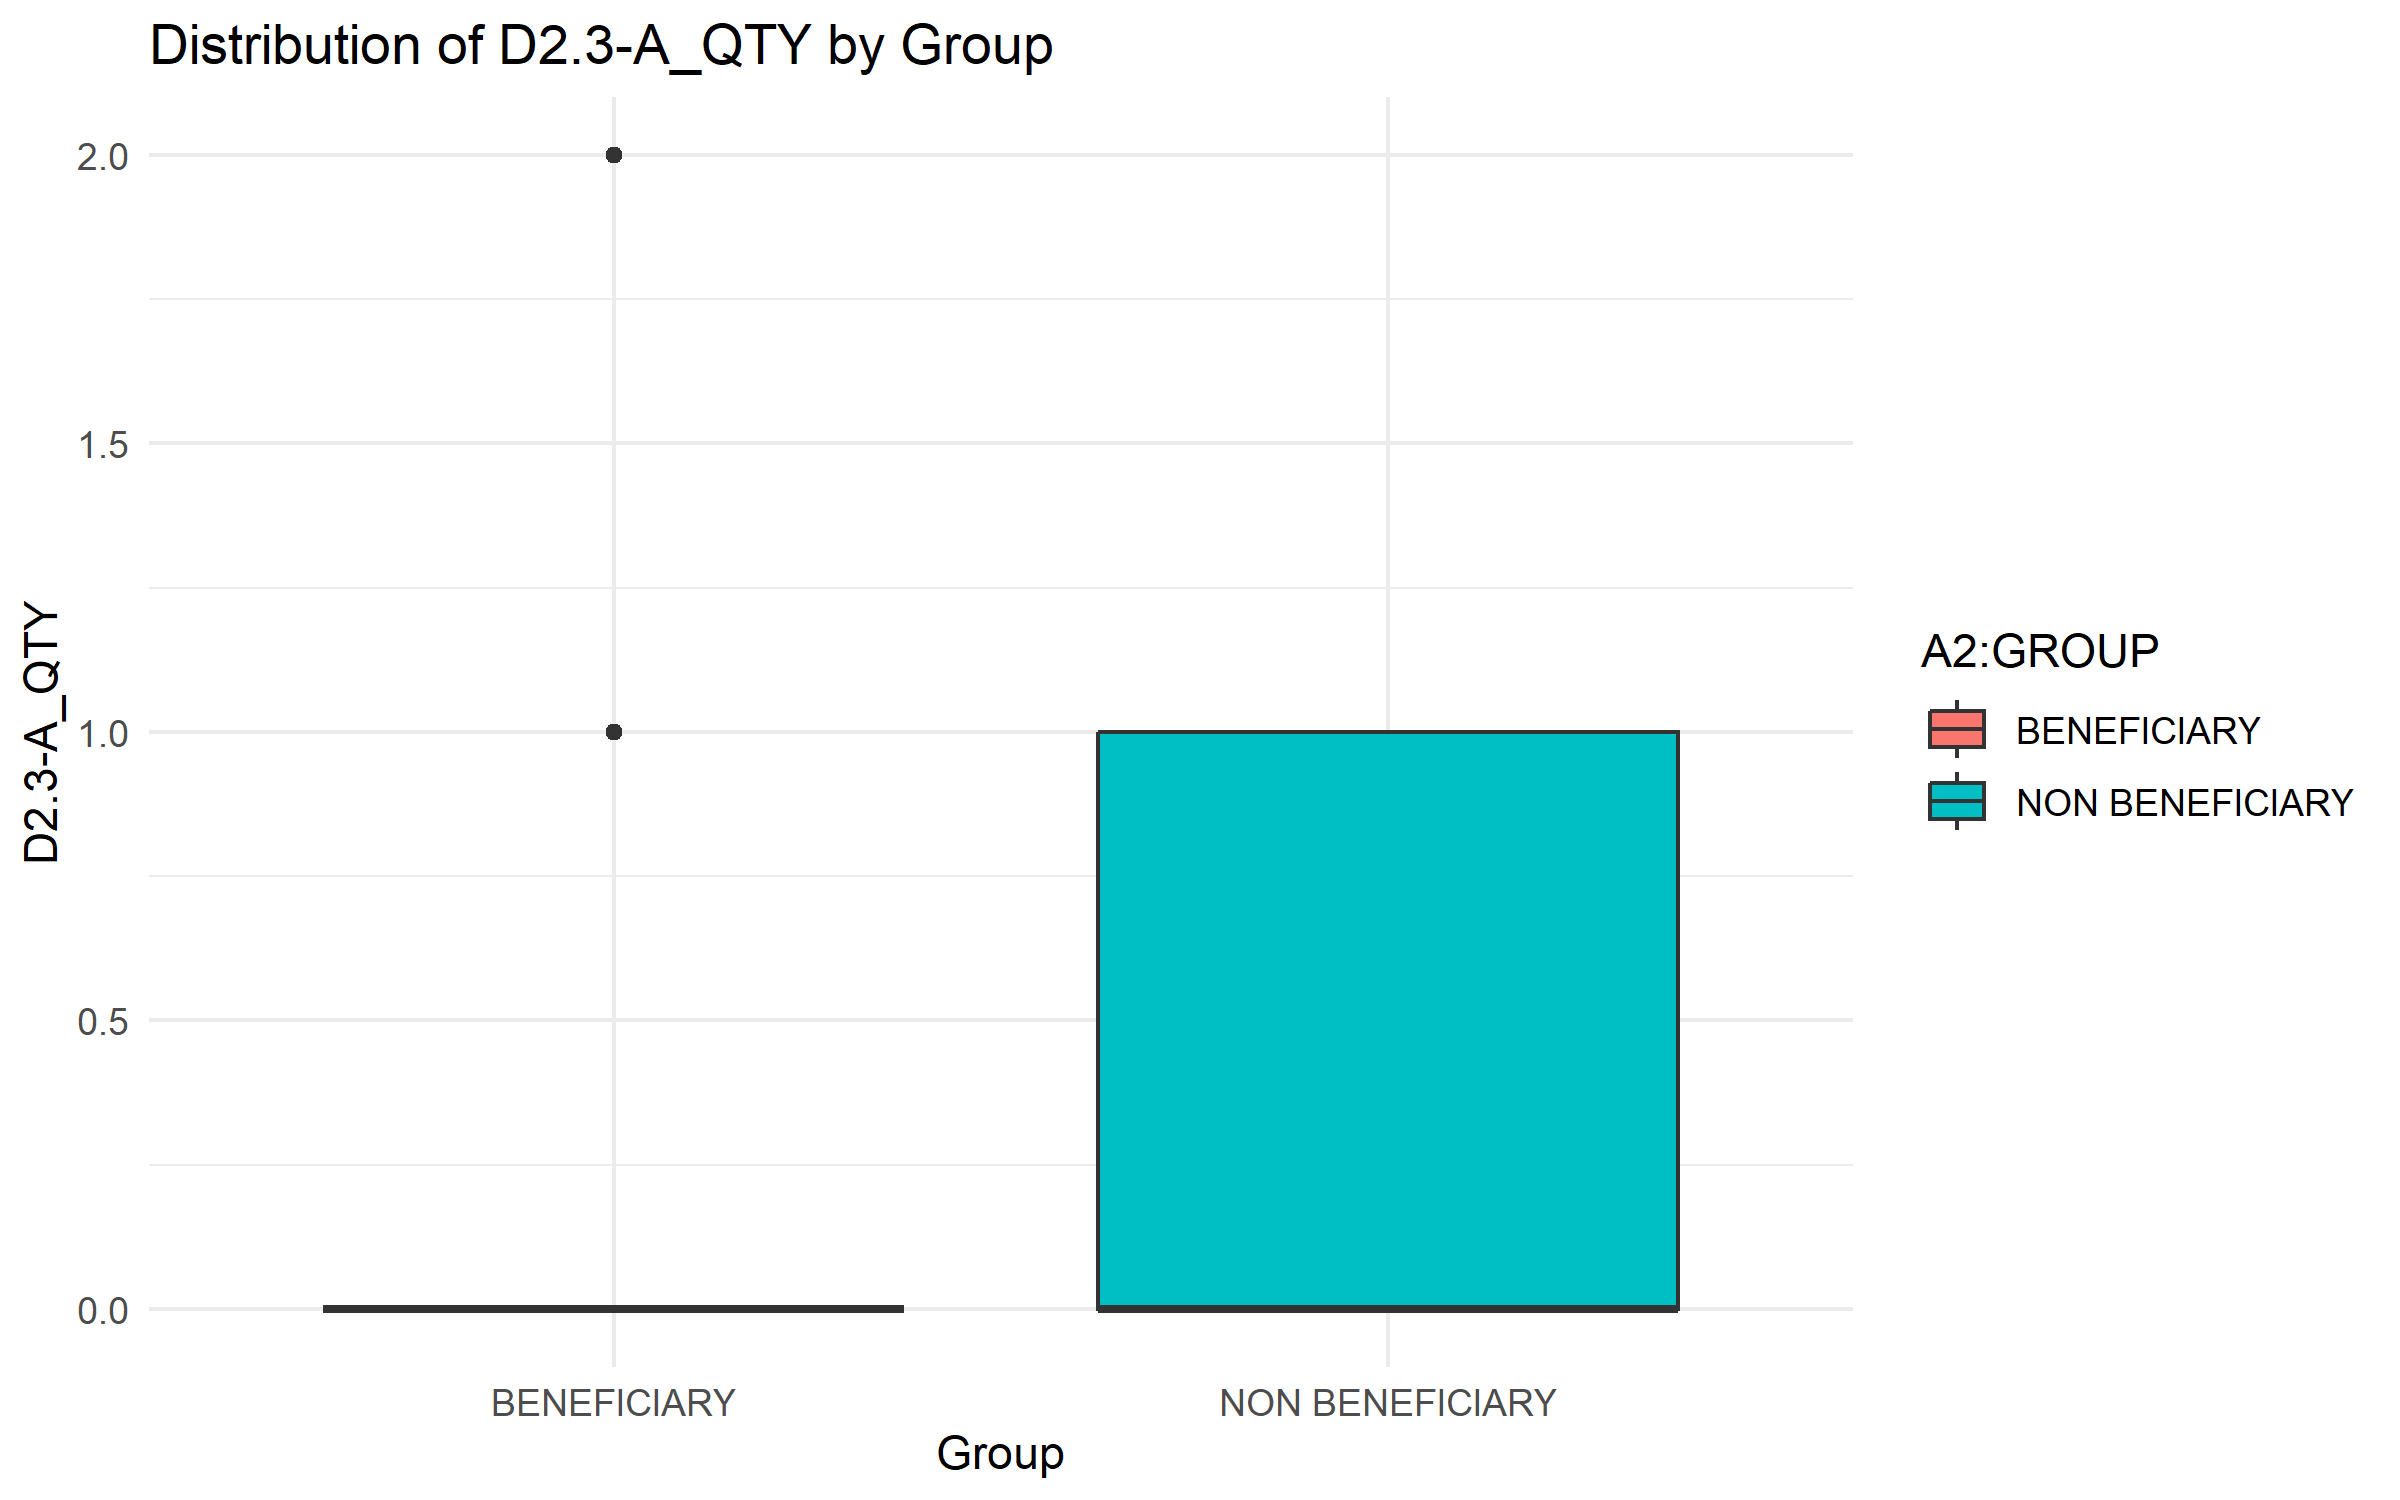 Distribution of D2.3-A_QTY by Group
D2.3-A_QTY
2.0
1.5
1.0
0.5
0.0
BENEFICIARY
NON BENEFICIARY
Group
A2:GROUP
BENEFICIARY
NON BENEFICIARY